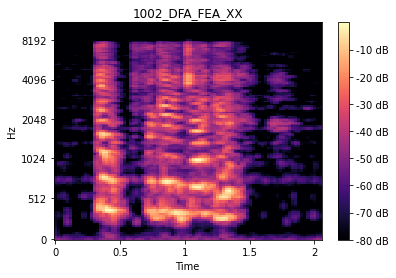 1002_DFA_FEA_XX
8192
4096
2048
1024
512
0
Hz
0
0.5
1
1.5
2
Time
-10 dB
-20 dB
-30 dB
-40 dB
-50 dB
-60 dB
-70 dB
-80 dB